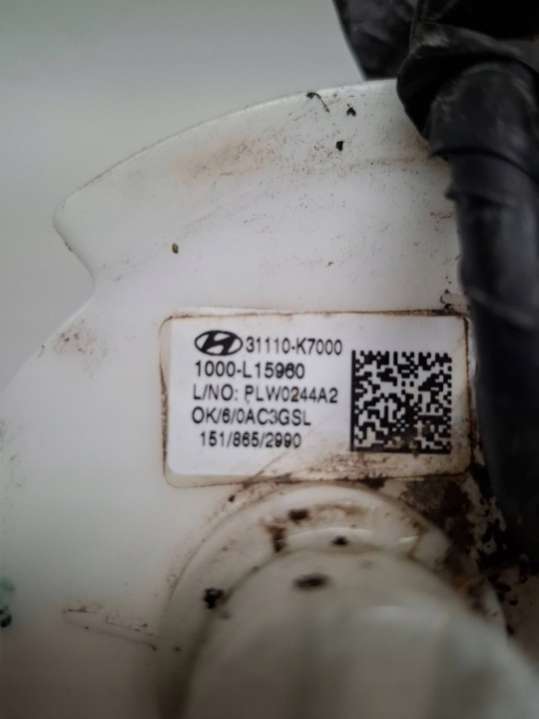 31110-K7000
1000-L15960
L/NO: PLW0244A2
OK/6/0AC3GSL
151/865/2990